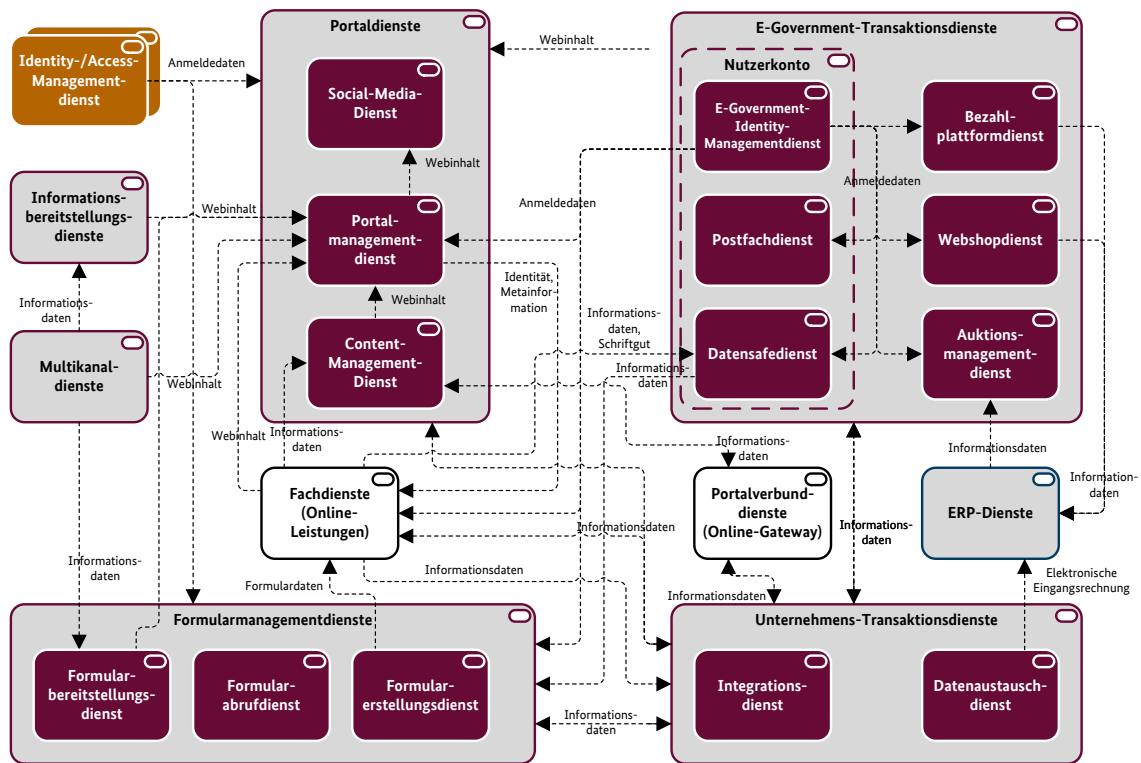 Identity-/Access-
Management-
dienst
Anmeldedaten
Portaldienste
Social-Media-
Dienst
Webinhalt
Portal-
management-
dienst
Webinhalt
Content-
Management-
Dienst
Webinhalt
E-Government-Transaktionsdienste
Nutzerkonto
E-Government-
Identity-
Managementdienst
Bezahl-
plattformdienst
Anmeldedaten
Postfachdienst
Webshopdienst
Datensafedienst
Auktions-
management-
dienst
Informations-
bereitstellungs-
dienste
Webinhalt
Informations-
daten
Multikanal-
dienste
Webinhalt
Anmeldedaten
Identität,
Metainfor-
mation
Informations-
daten,
Schriftgut
Informations-
daten
Webinhalt
Informations-
daten
Informations-
daten
Informationsdaten
Information-
daten
Fachdienste
(Online-
Leistungen)
Portalverbund-
dienste
(Online-Gateway)
ERP-Dienste
Informationsdaten
Informations-
daten
Informations-
daten
Formulardaten
Informationsdaten
Informationsdaten
Elektronische
Eingangsrechnung
Formularmanagementdienste
Formular-
bereitstellungs-
dienst
Formular-
abrufdienst
Formular-
erstellungsdienst
Informations-
daten
Unternehmens-Transaktionsdienste
Integrations-
dienst
Datenaustausch-
dienst